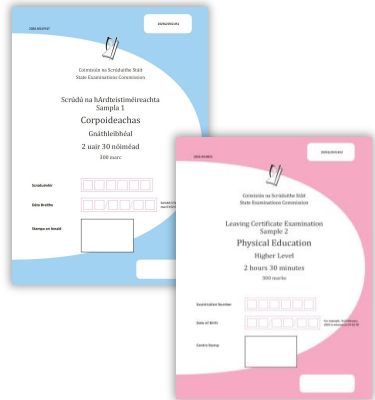 Coimisiún na Scrúduithe Stáit
State Examinations Commission
Scrúdú na hArdteistiméireachta
Sampla 1
Corpoideachas
Gnáthleibhéal
2 uair 30 nóiméad
300 marc
Scrúduimhir
Dáta Breithe
Stampa an Ionaid
Coimisiún na Scrúduithe Stáit
State Examinations Commission
Leaving Certificate Examination
Sample 2
Physical Education
Higher Level
2 hours 30 minutes
300 marks
Examination Number
Date of Birth
Centre Stamp